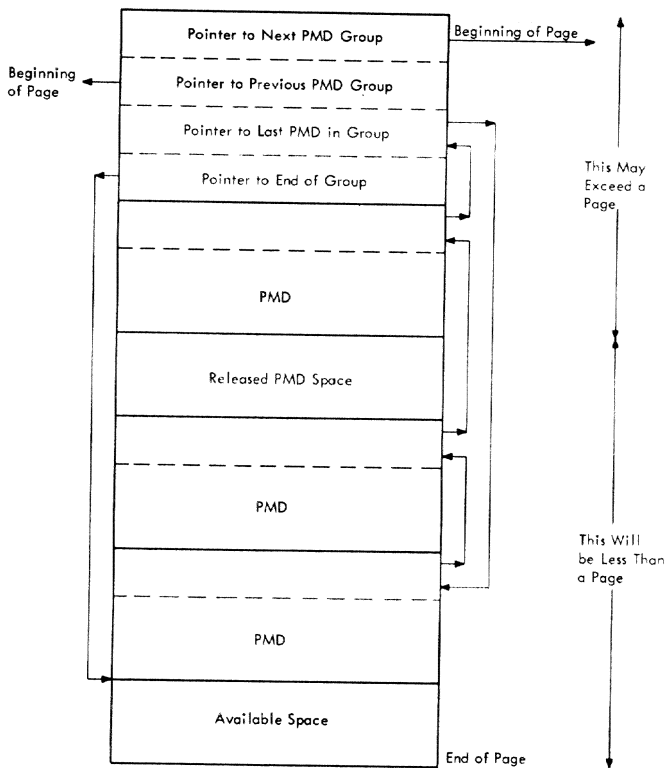 Pointer to Next PMD Group
Beginning of Page
Beginning
of Page
Pointer to Previous PMD Group
Pointer to Last PMD in Group
Pointer to End of Group
This May
Exceed a
Page
PMD
Released PMD Space
PMD
This Will
be Less Than
a Page
PMD
Available Space
End of Page